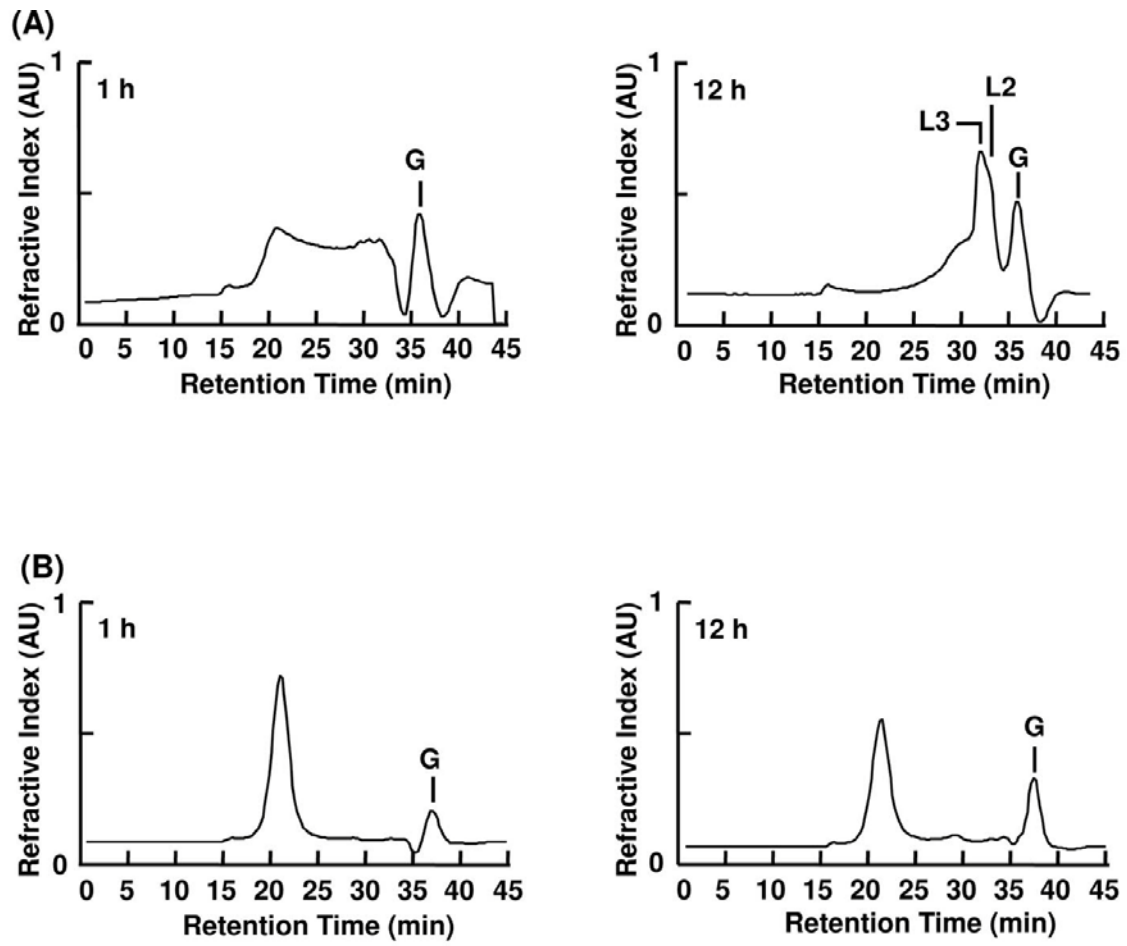 (A)
1 h
G
Refractive Index (AU)
1
0
0 5 10 15 20 25 30 35 40 45
Retention Time (min)
12 h
L3
L2
G
Refractive Index (AU)
1
0
0 5 10 15 20 25 30 35 40 45
Retention Time (min)
(B)
1 h
G
Refractive Index (AU)
1
0
0 5 10 15 20 25 30 35 40 45
Retention Time (min)
12 h
G
Refractive Index (AU)
1
0
0 5 10 15 20 25 30 35 40 45
Retention Time (min)